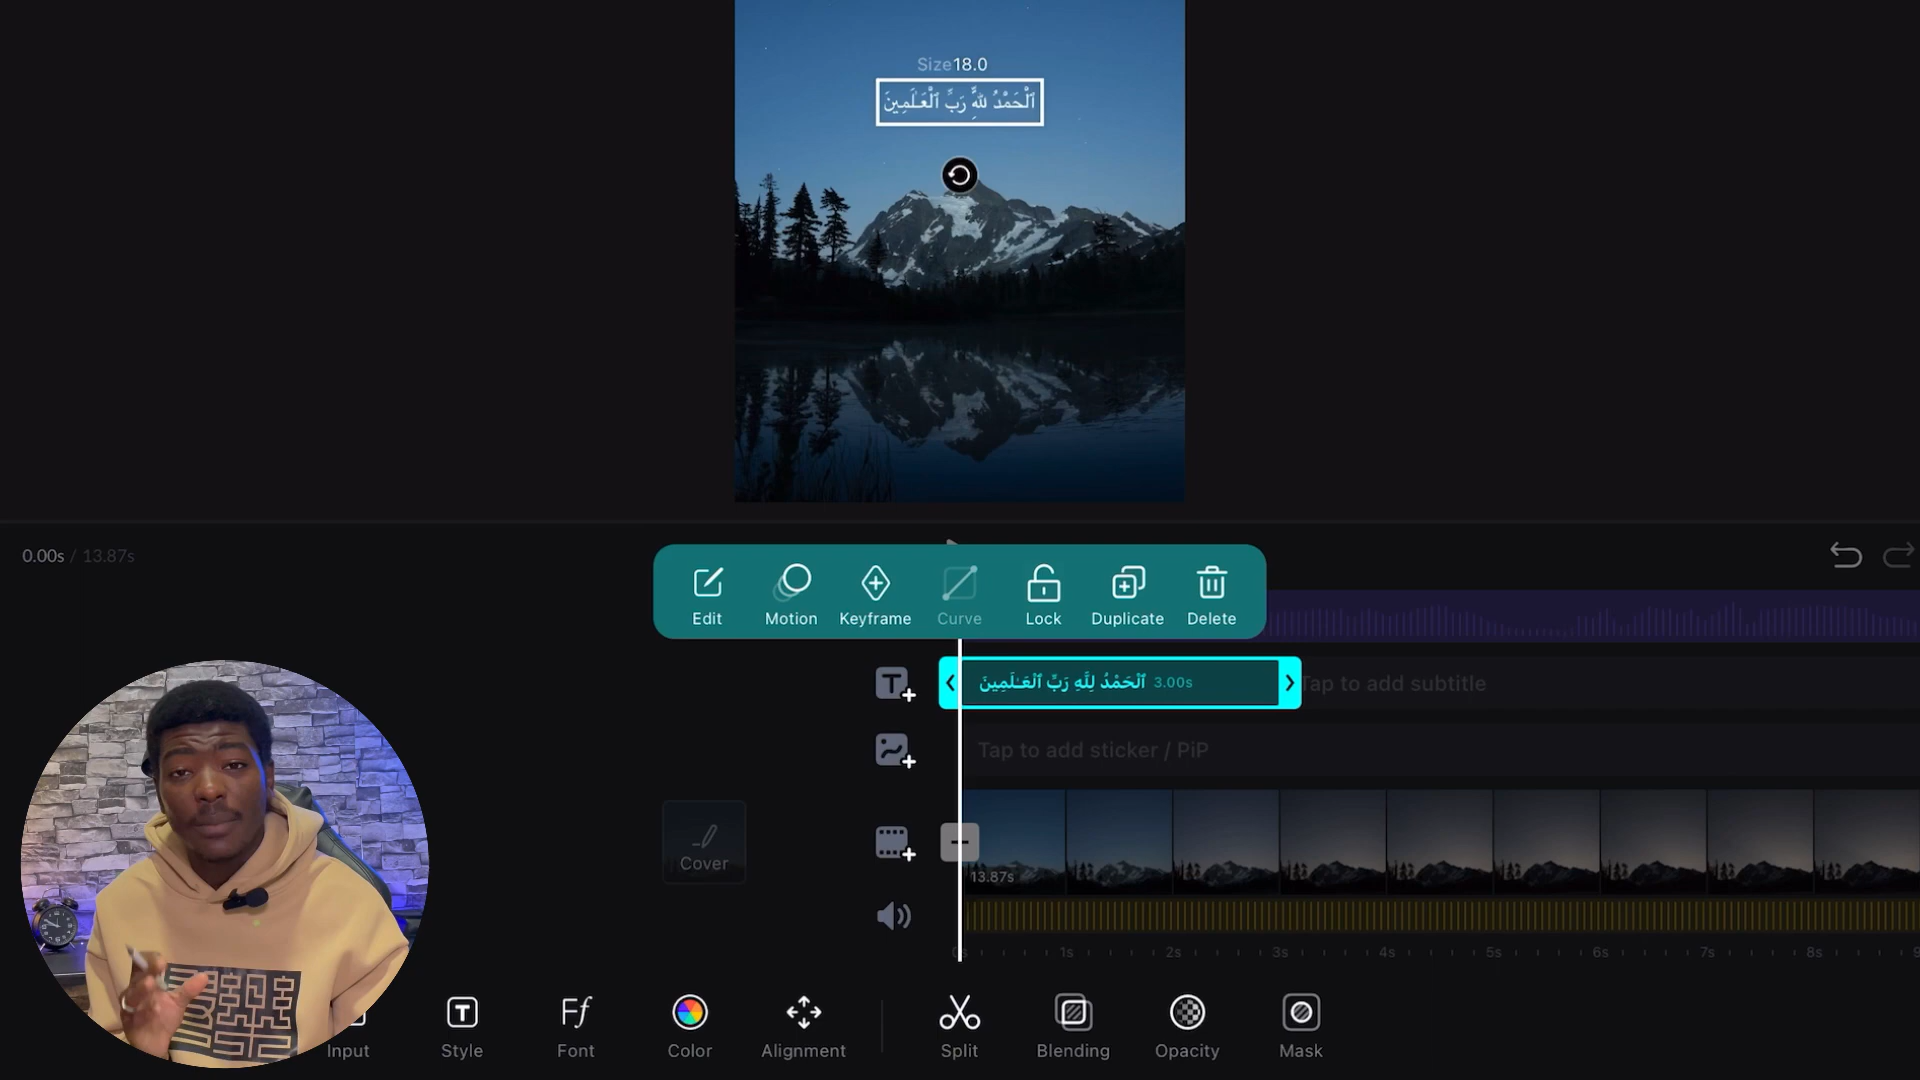 Size18.0
ٱلْحَمْدُ لِلَّهِ رَبِّ ٱلْعَـٰلَمِينَ
0.00s / 13.87s
Edit
Motion
Keyframe
Curve
Lock
Duplicate
Delete
ٱلْحَمْدُ لِلَّهِ رَبِّ ٱلْعَـٰلَمِينَ 3.00s
Tap to add subtitle
Tap to add sticker / PiP
Cover
13.87s
1s 2s 3s 4s 5s 6s 7s 8s
Input
Style
Font
Color
Alignment
Split
Blending
Opacity
Mask